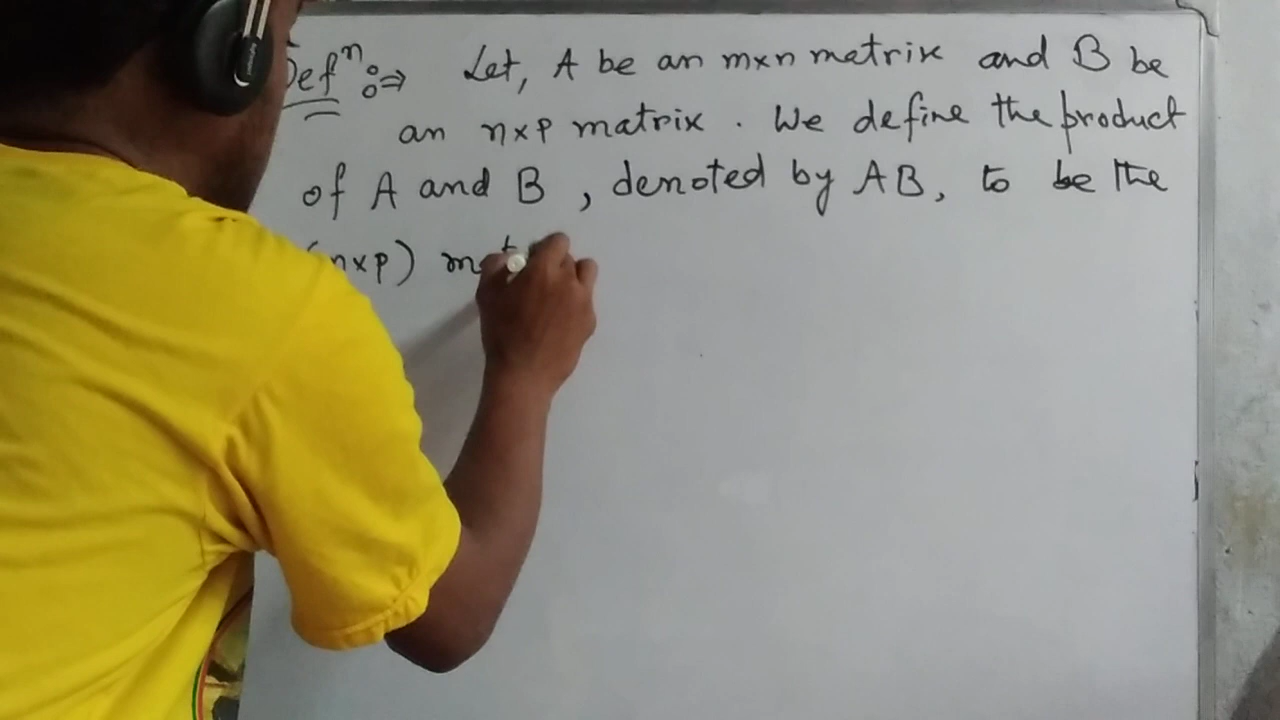 Defⁿ :⇒ Let, A be an m×n matrix and B be
an n×p matrix . We define the product
of A and B , denoted by AB, to be the
n×p)